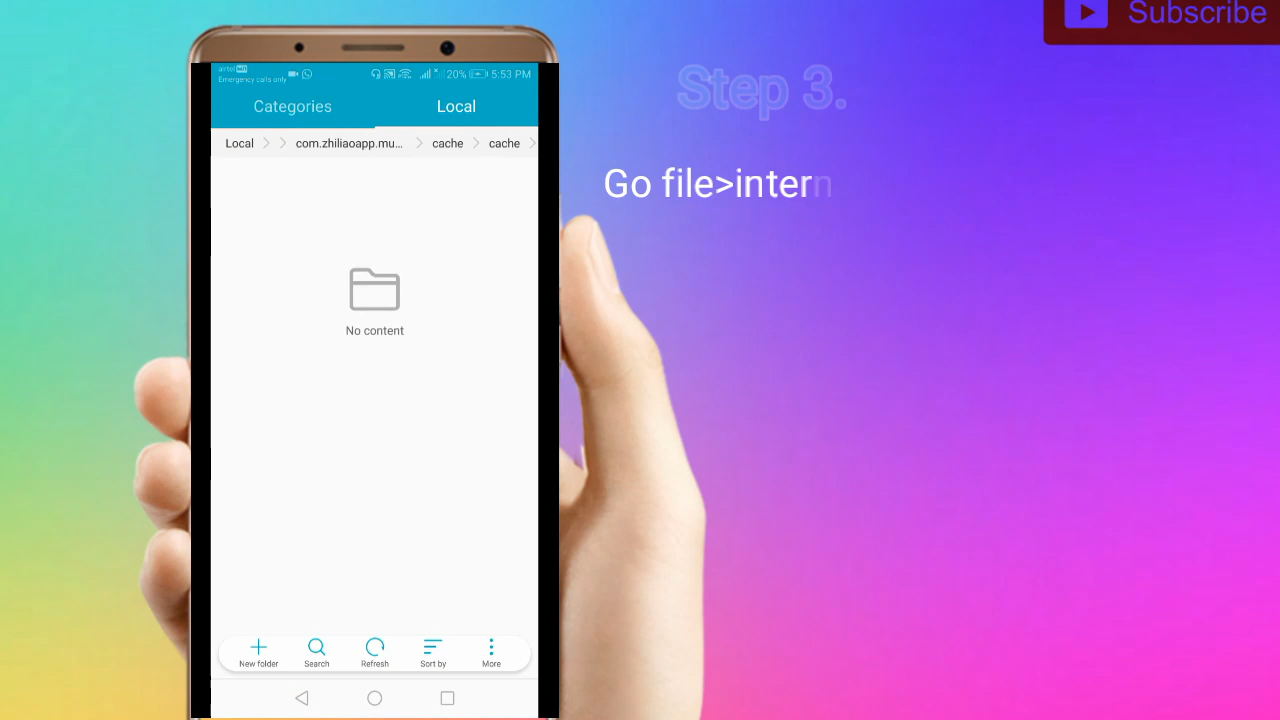 Subscribe
airtel
Emergency calls only
20%
5:53 PM
Categories
Local
Local
com.zhiliaoapp.mu...
cache
cache
Step 3.
Go file>intern
No content
New folder
Search
Refresh
Sort by
More